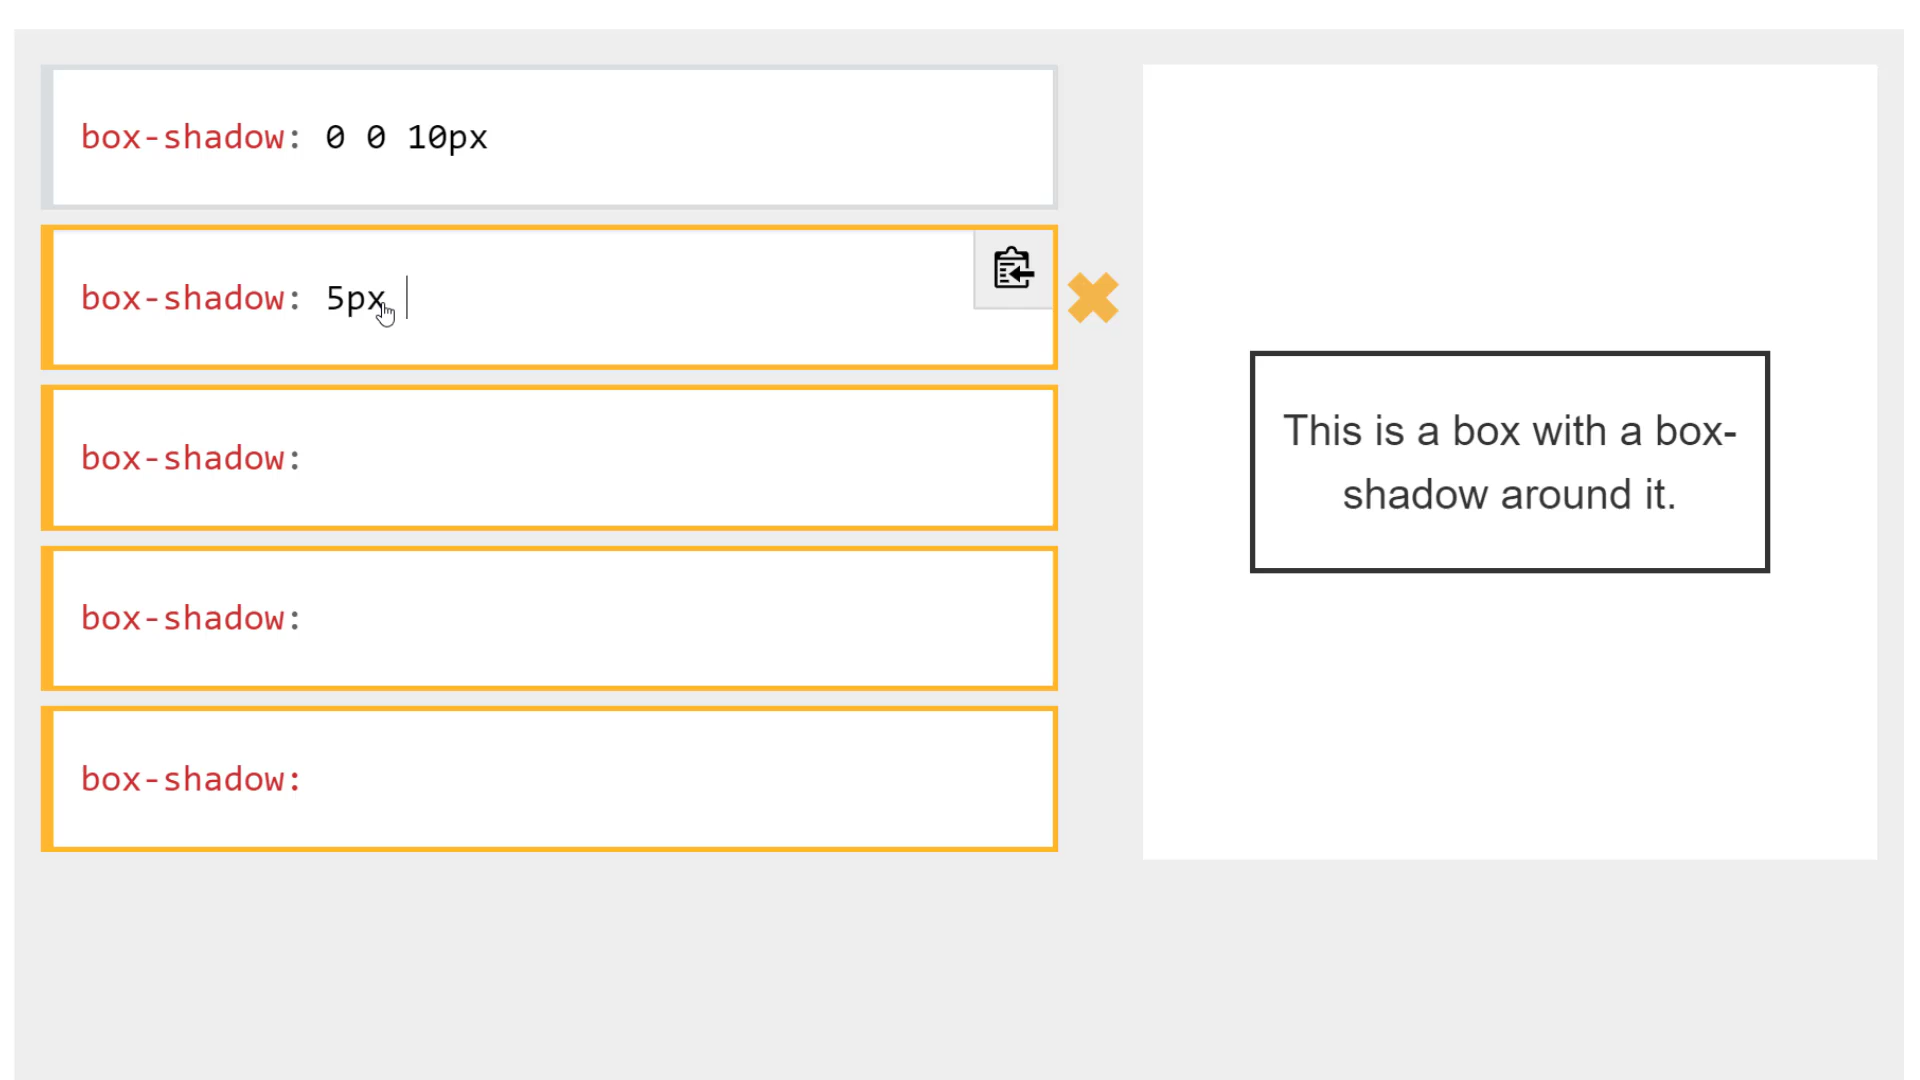 box-shadow: 0 0 10px
box-shadow: 5px
box-shadow:
box-shadow:
box-shadow:
This is a box with a box-
shadow around it.